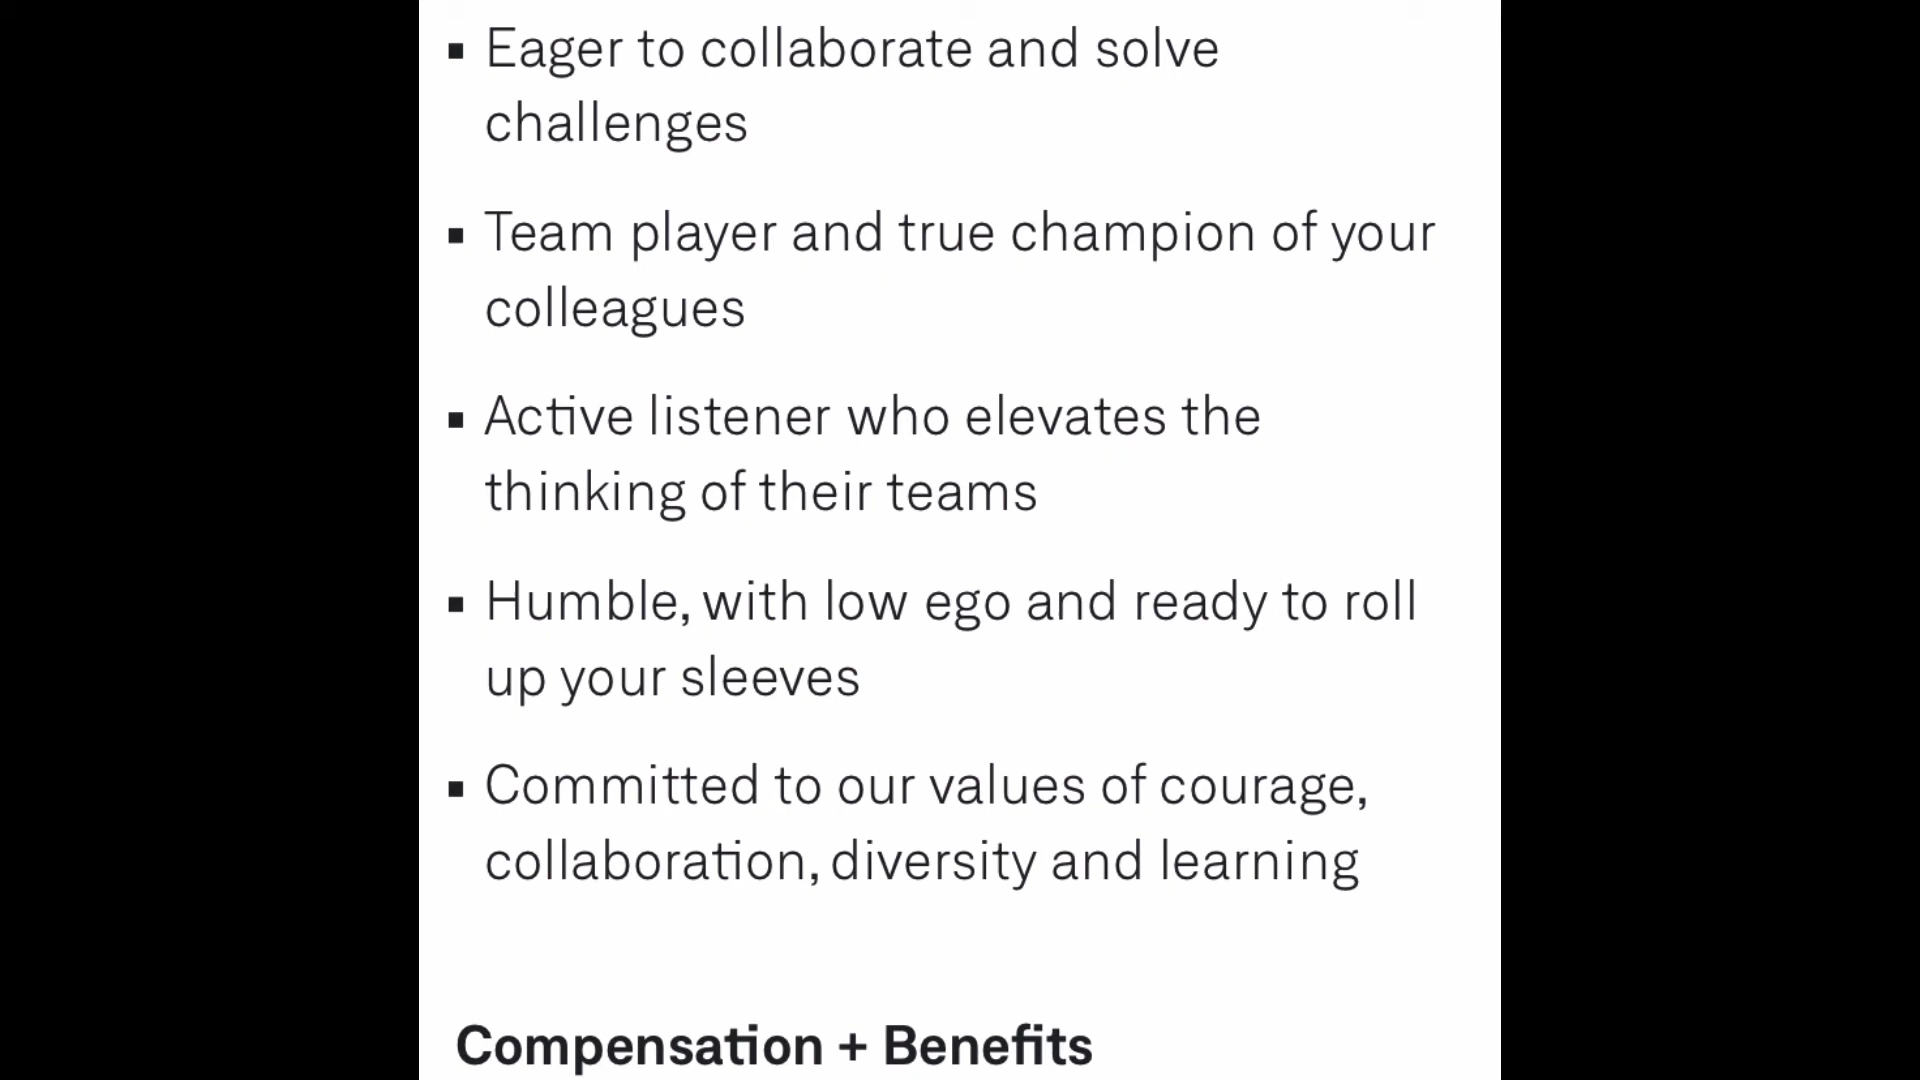 ▪ Eager to collaborate and solve
challenges
▪ Team player and true champion of your
colleagues
▪ Active listener who elevates the
thinking of their teams
▪ Humble, with low ego and ready to roll
up your sleeves
▪ Committed to our values of courage,
collaboration, diversity and learning
Compensation + Benefits